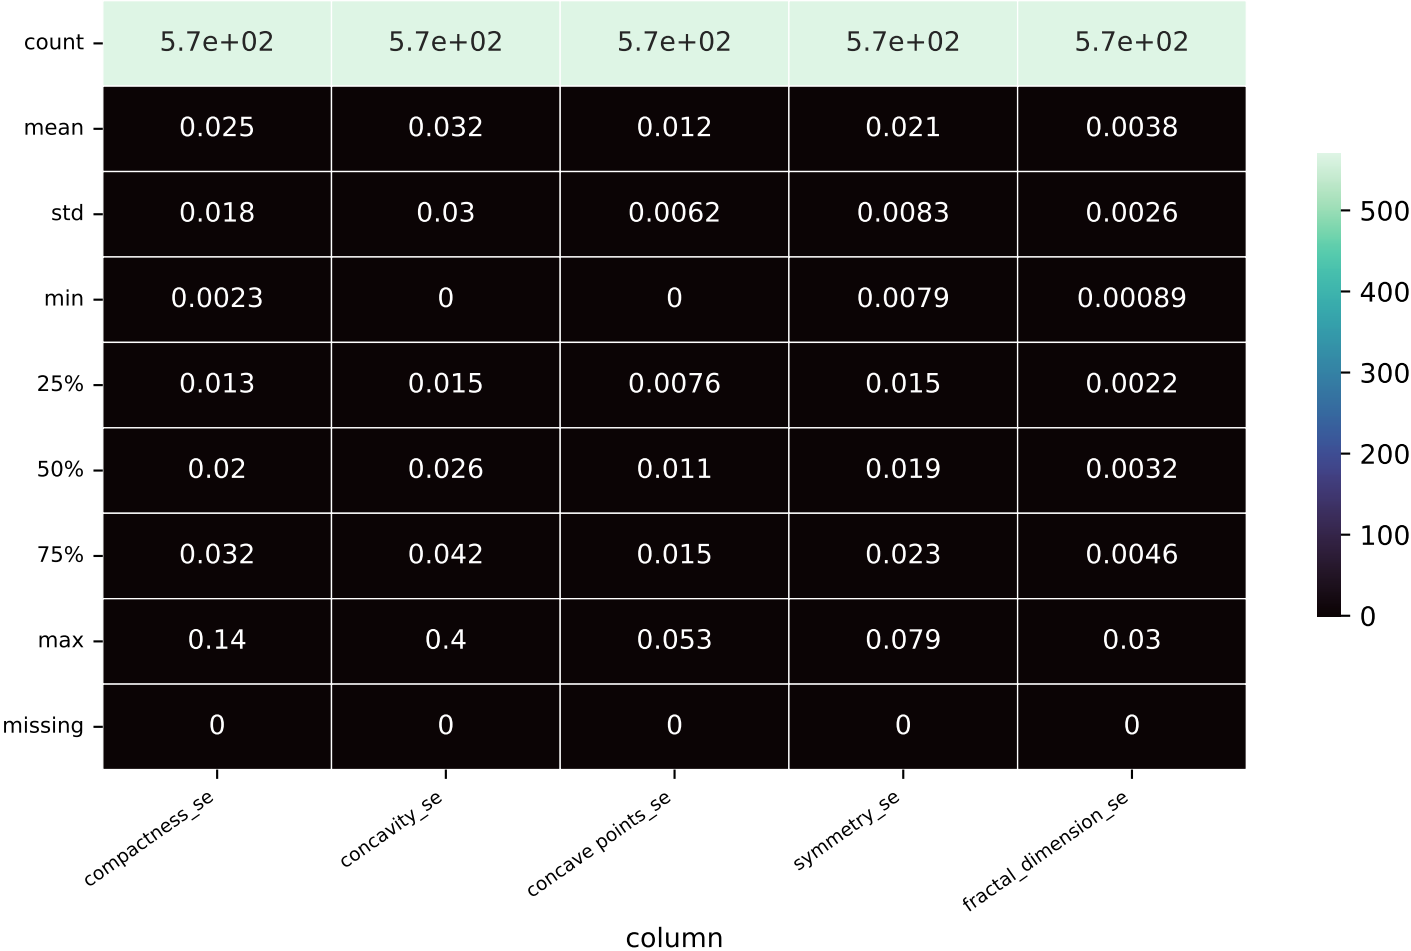 count 5.7e+02 5.7e+02 5.7e+02 5.7e+02 5.7e+02
mean 0.025 0.032 0.012 0.021 0.0038
std 0.018 0.03 0.0062 0.0083 0.0026
min 0.0023 0 0 0.0079 0.00089
25% 0.013 0.015 0.0076 0.015 0.0022
50% 0.02 0.026 0.011 0.019 0.0032
75% 0.032 0.042 0.015 0.023 0.0046
max 0.14 0.4 0.053 0.079 0.03
missing 0 0 0 0 0
compactness_se concavity_se concave points_se symmetry_se fractal_dimension_se
column
500
400
300
200
100
0